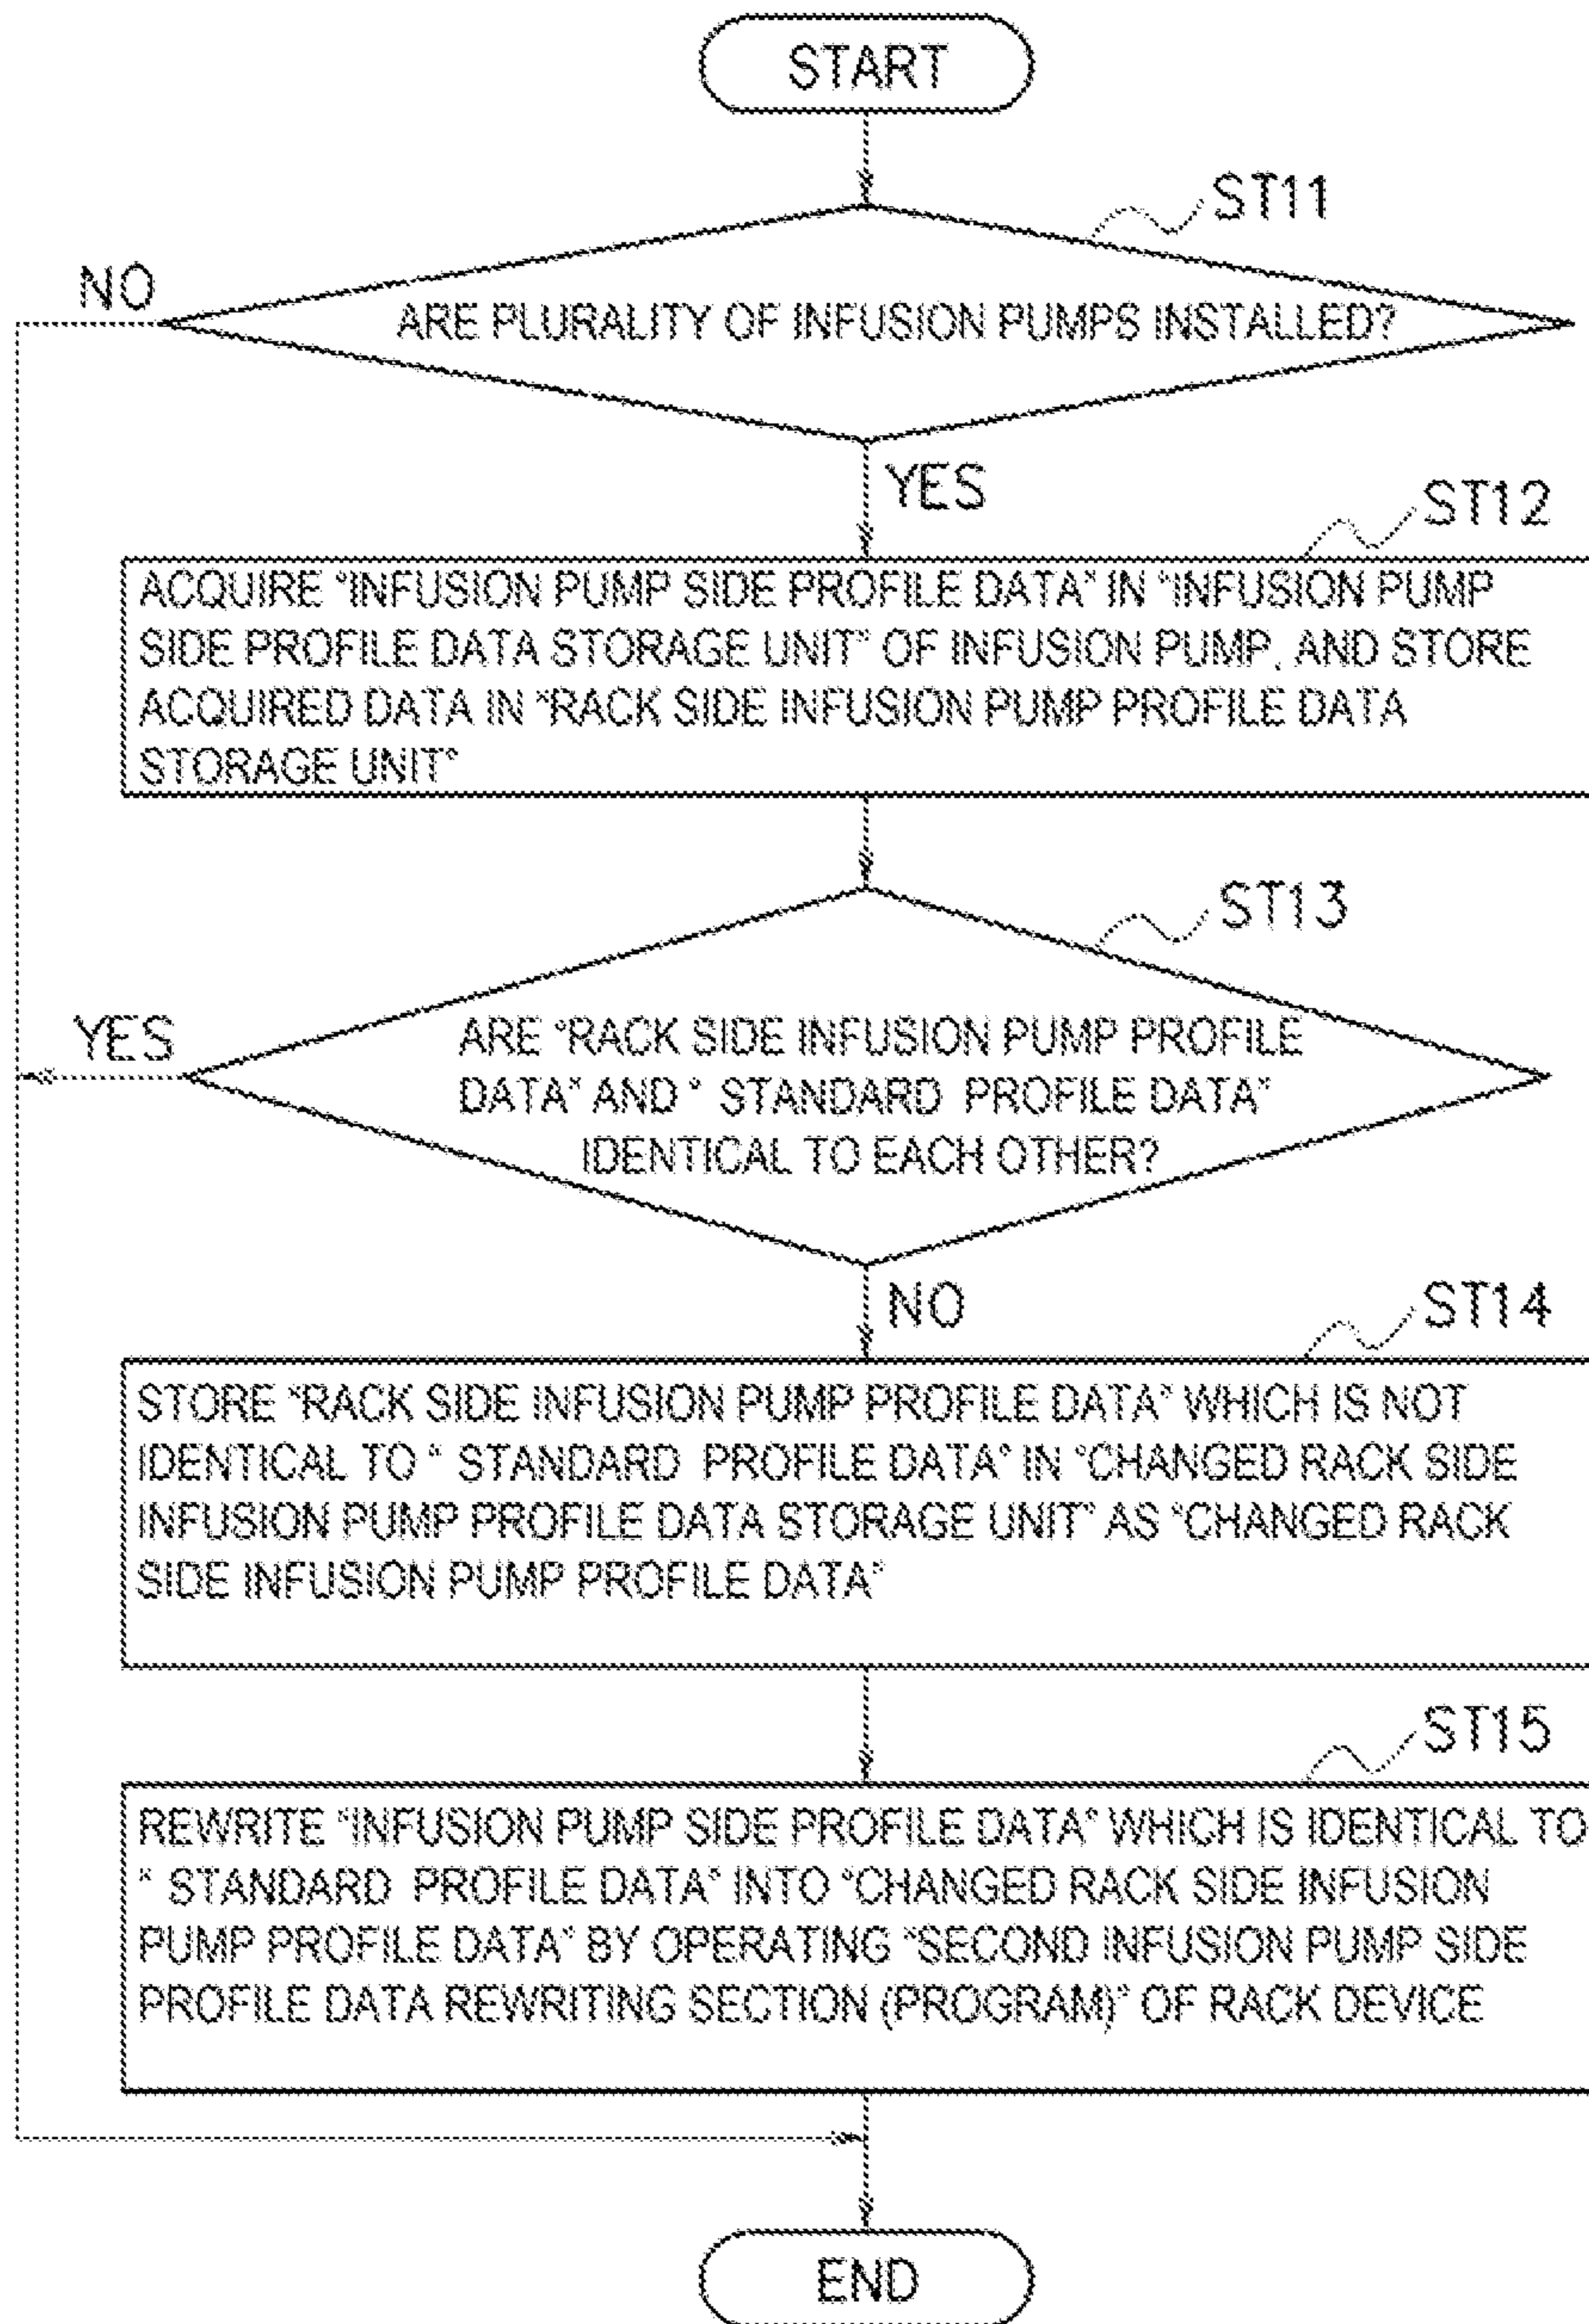 START
ST11
NO
ARE PLURALITY OF INFUSION PUMPS INSTALLED?
YES
ST12
ACQUIRE "INFUSION PUMP SIDE PROFILE DATA" IN "INFUSION PUMP
SIDE PROFILE DATA STORAGE UNIT" OF INFUSION PUMP, AND STORE
ACQUIRED DATA IN "RACK SIDE INFUSION PUMP PROFILE DATA
STORAGE UNIT"
ST13
YES
ARE "RACK SIDE INFUSION PUMP PROFILE
DATA" AND " STANDARD PROFILE DATA"
IDENTICAL TO EACH OTHER?
NO
ST14
STORE "RACK SIDE INFUSION PUMP PROFILE DATA" WHICH IS NOT
IDENTICAL TO " STANDARD PROFILE DATA" IN "CHANGED RACK SIDE
INFUSION PUMP PROFILE DATA STORAGE UNIT" AS "CHANGED RACK
SIDE INFUSION PUMP PROFILE DATA"
ST15
REWRITE "INFUSION PUMP SIDE PROFILE DATA" WHICH IS IDENTICAL TO
" STANDARD PROFILE DATA" INTO "CHANGED RACK SIDE INFUSION
PUMP PROFILE DATA" BY OPERATING "SECOND INFUSION PUMP SIDE
PROFILE DATA REWRITING SECTION (PROGRAM)" OF RACK DEVICE
END